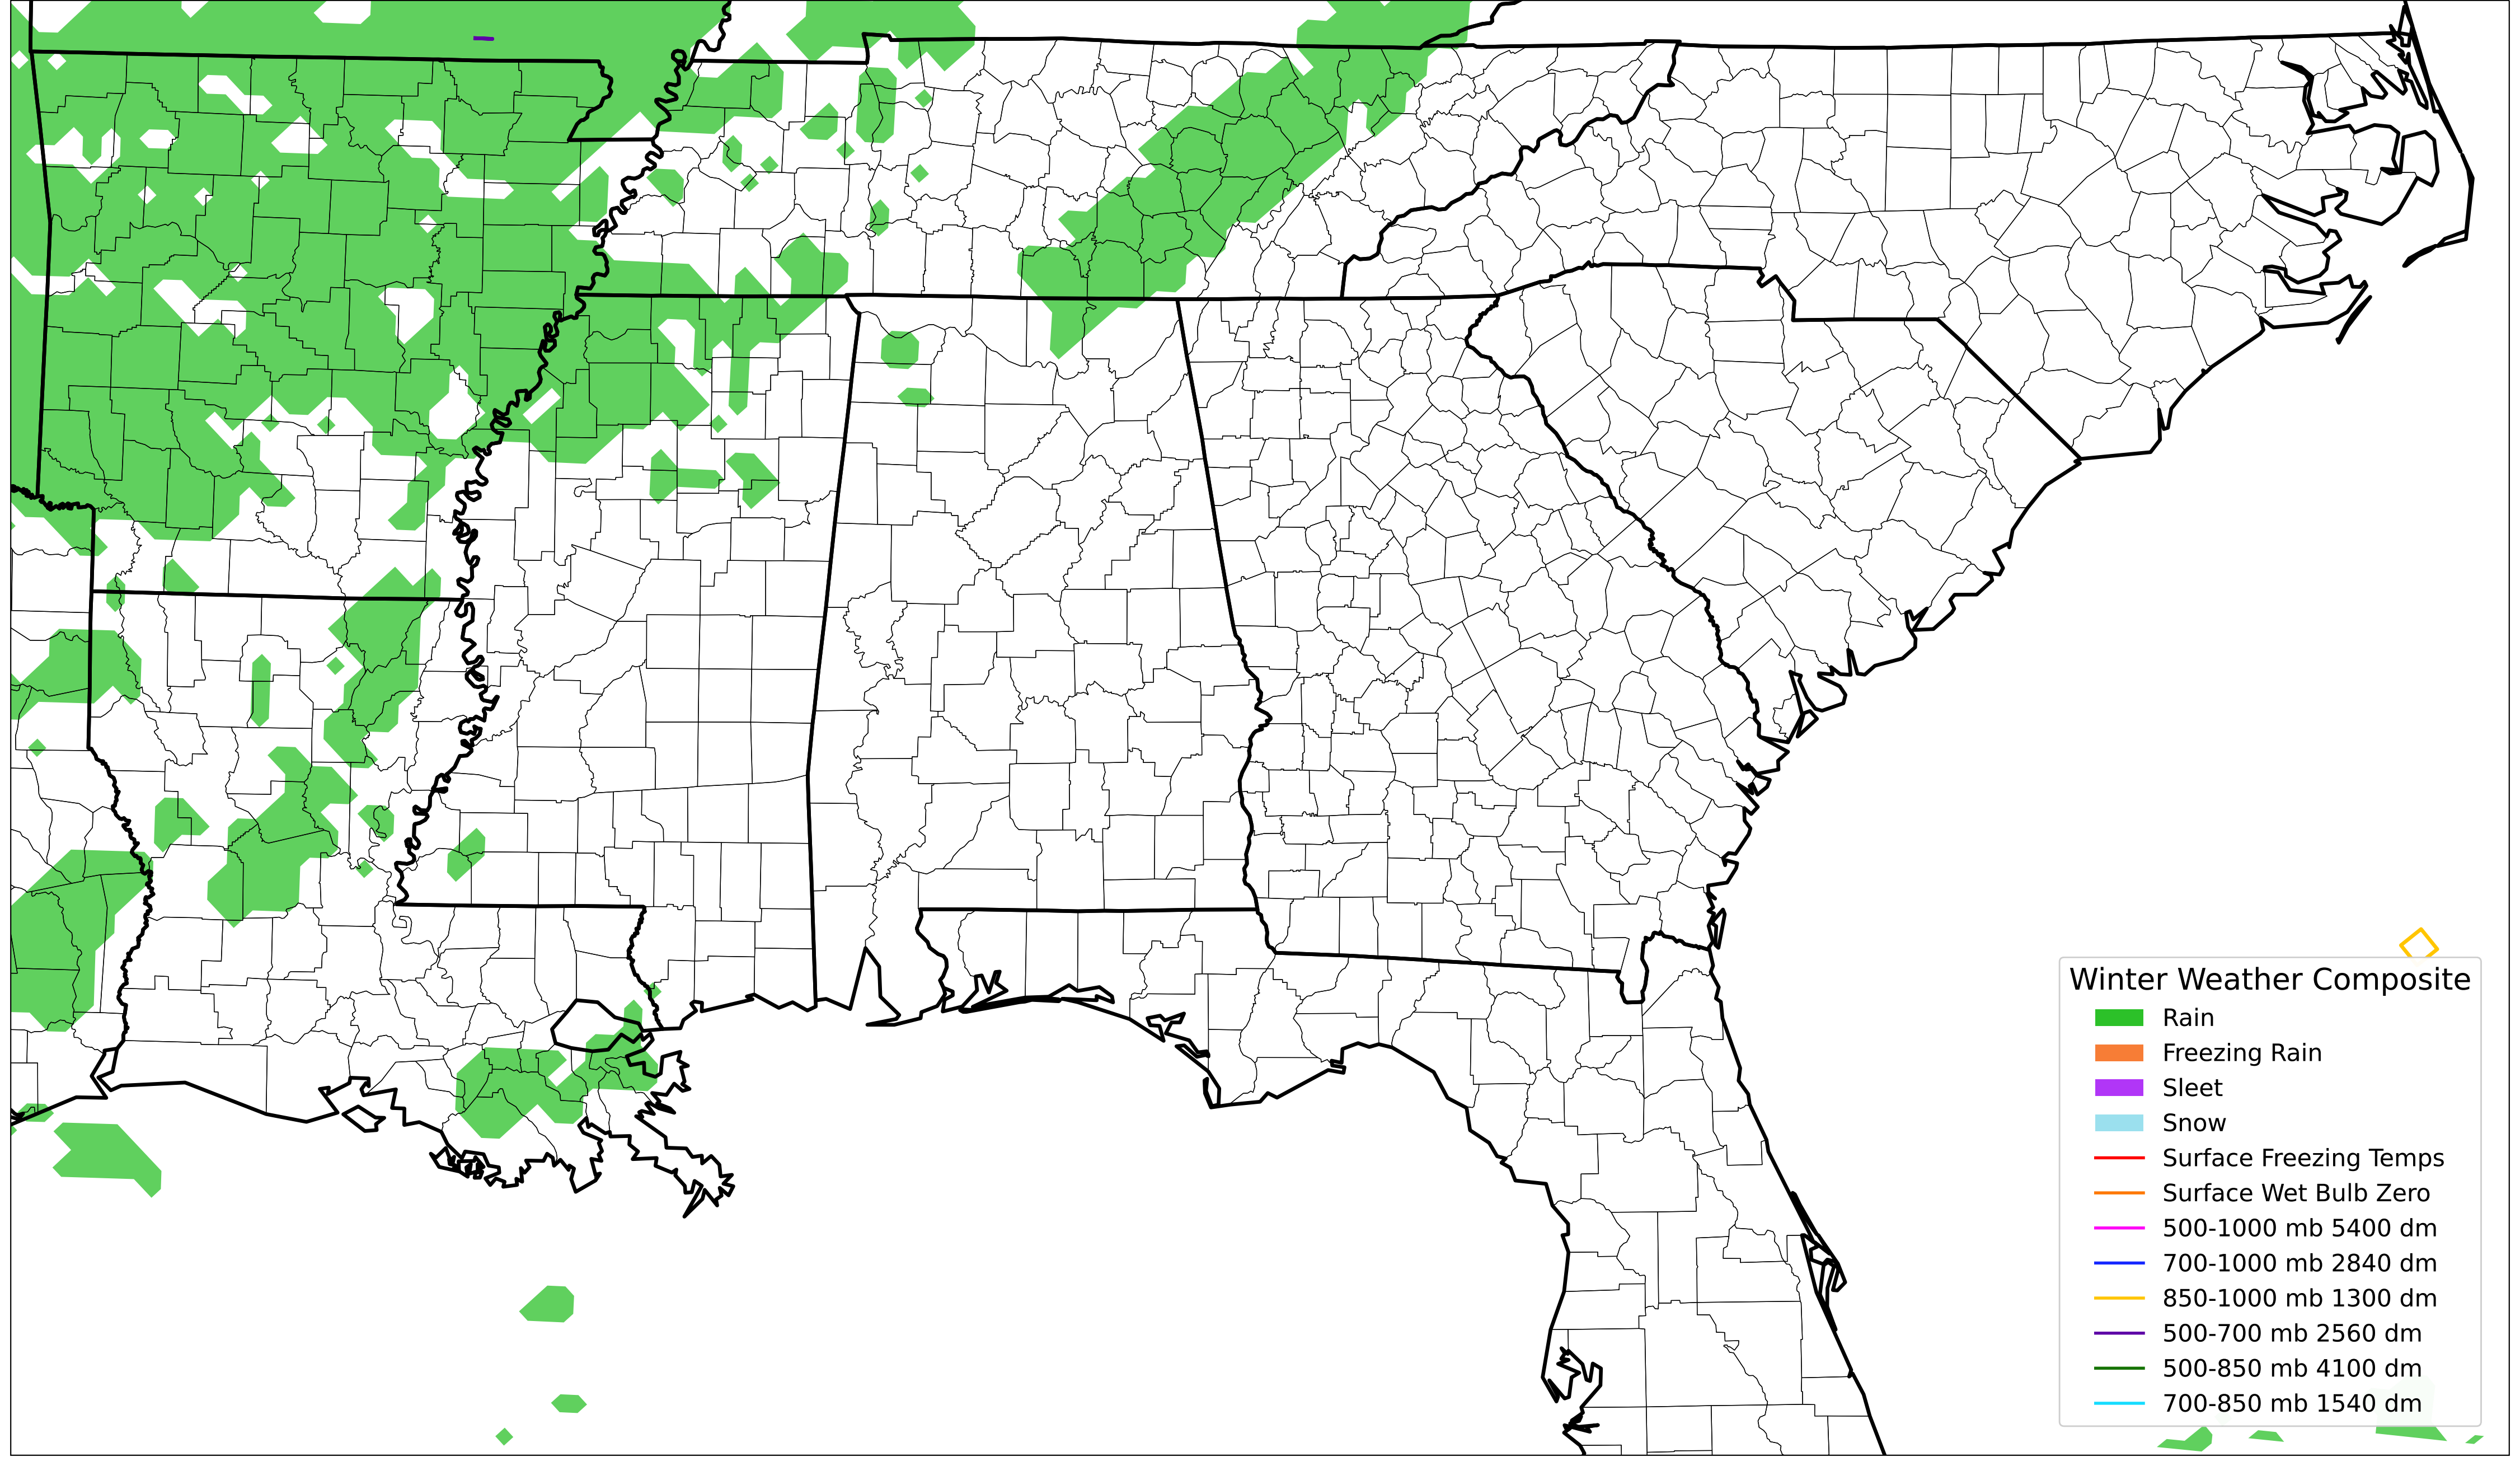 Winter Weather Composite
Rain
Freezing Rain
Sleet
Snow
Surface Freezing Temps
Surface Wet Bulb Zero
500-1000 mb 5400 dm
700-1000 mb 2840 dm
850-1000 mb 1300 dm
500-700 mb 2560 dm
500-850 mb 4100 dm
700-850 mb 1540 dm